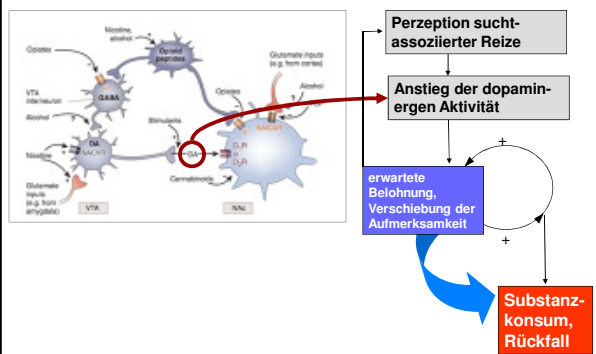 Nicotine,
alcohol
Opioid
peptides
Opiates
Glutamate inputs
(e.g. from cortex)
Alcohol
Opiates
GABA
VTA
interneuron
Alcohol
DA
Nicotine
Stimulants
DA
D1R
D2R
Cannabinoids
Glutamate
inputs
(e.g. from
amygdala)
VTA
NAc
Perzeption sucht-
assoziierter Reize
Anstieg der dopamin-
ergen Aktivität
erwartete
Belohnung,
Verschiebung der
Aufmerksamkeit
+
+
Substanz-
konsum,
Rückfall